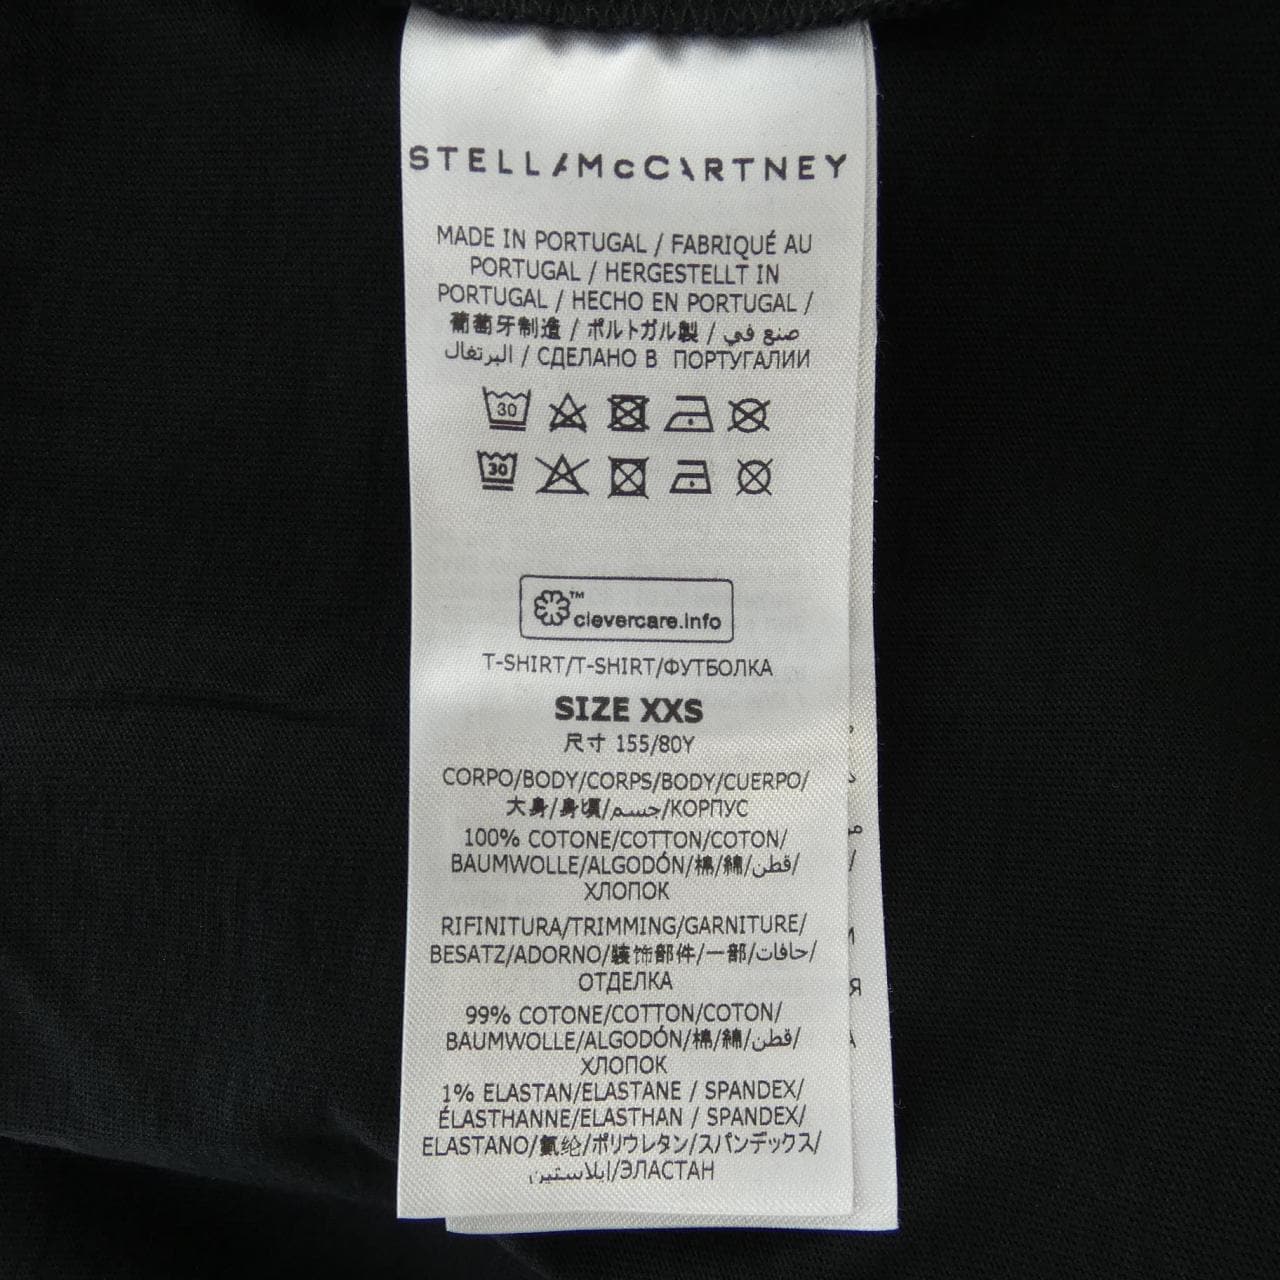 STELLAMcCARTNEY
MADE IN PORTUGAL / FABRIQUÉ AU
PORTUGAL / HERGESTELLT IN
PORTUGAL / HECHO EN PORTUGAL /
葡萄牙制造 / ポルトガル製 / صنع في
البرتغال / СДЕЛАНО В ПОРТУГАЛИИ
30
30
™
clevercare.info
T-SHIRT/T-SHIRT/ФУТБОЛКА
SIZE XXS
尺寸 155/80Y
CORPO/BODY/CORPS/BODY/CUERPO/
大身/身頃/جسم/КОРПУС
100% COTONE/COTTON/COTON/
BAUMWOLLE/ALGODÓN/棉/綿/قطن/
ХЛОПОК
RIFINITURA/TRIMMING/GARNITURE/
BESATZ/ADORNO/装饰部件/一部/حافات/
ОТДЕЛКА
99% COTONE/COTTON/COTON/
BAUMWOLLE/ALGODÓN/棉/綿/قطن/
ХЛОПОК
1% ELASTAN/ELASTANE / SPANDEX/
ÉLASTHANNE/ELASTHAN / SPANDEX/
ELASTANO/氨纶/ポリウレタン/スパンデックス/
إيلاستين/ЭЛАСТАН